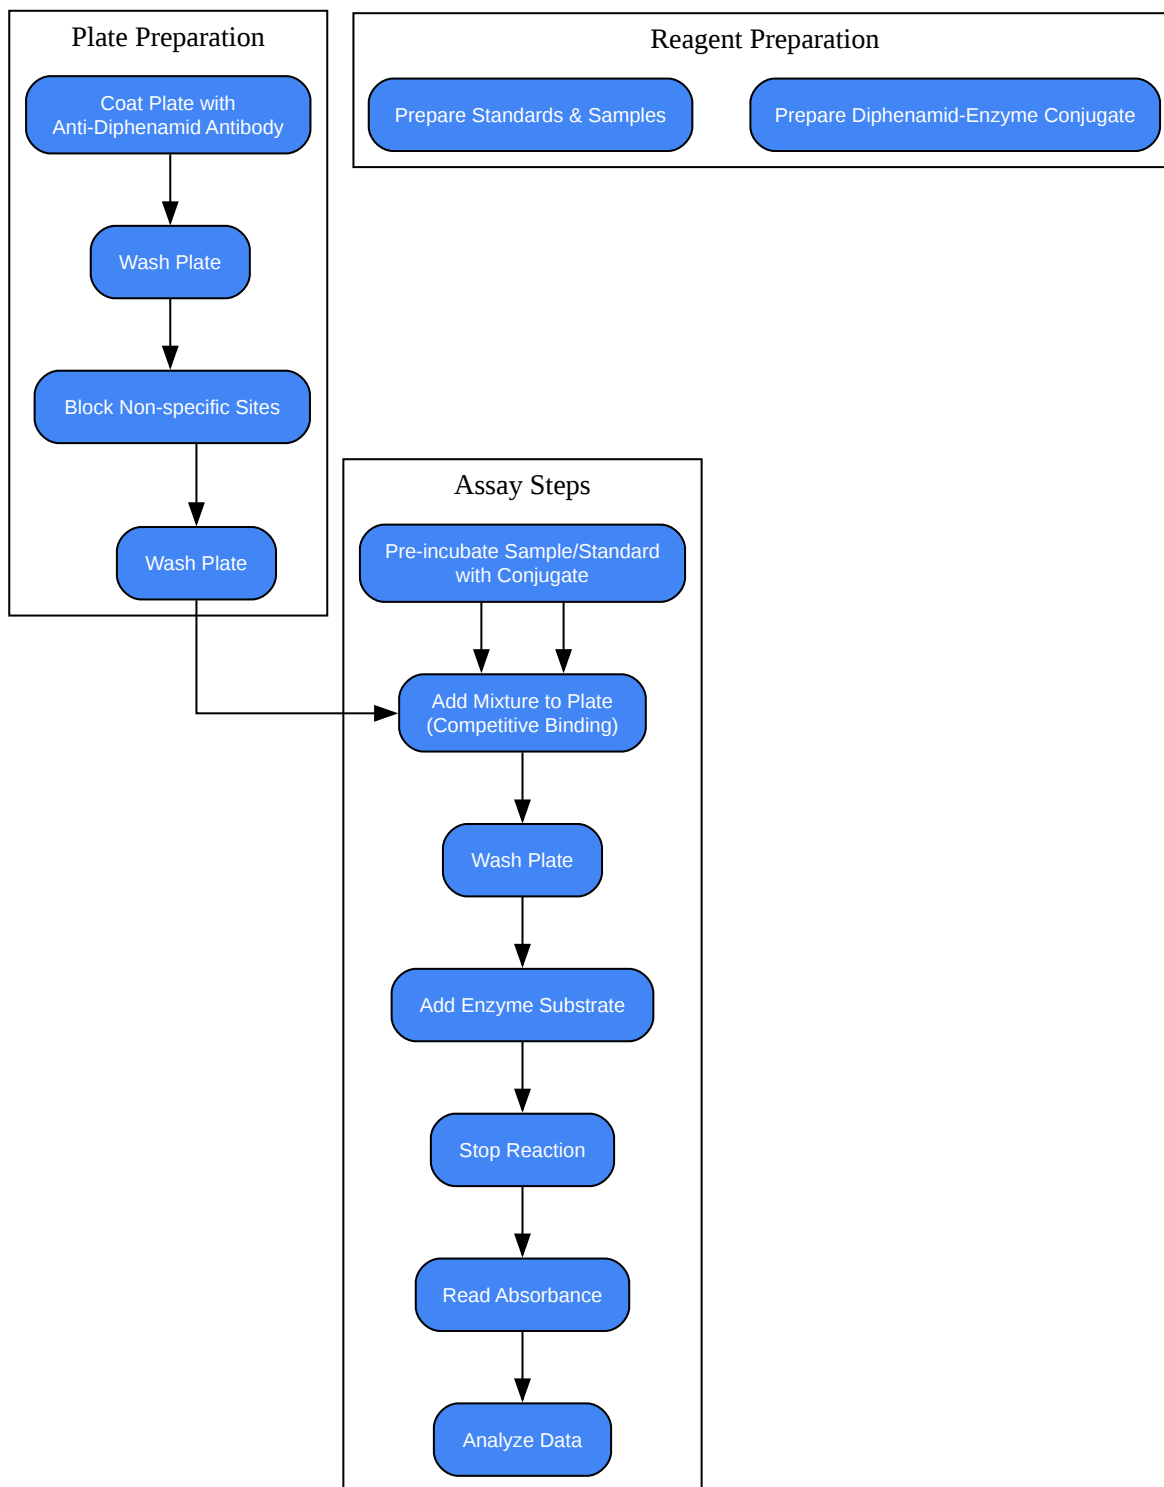 Plate Preparation
Coat Plate with
Anti-Diphenamid Antibody
Wash Plate
Block Non-specific Sites
Wash Plate
Reagent Preparation
Prepare Standards & Samples
Prepare Diphenamid-Enzyme Conjugate
Assay Steps
Pre-incubate Sample/Standard
with Conjugate
Add Mixture to Plate
(Competitive Binding)
Wash Plate
Add Enzyme Substrate
Stop Reaction
Read Absorbance
Analyze Data